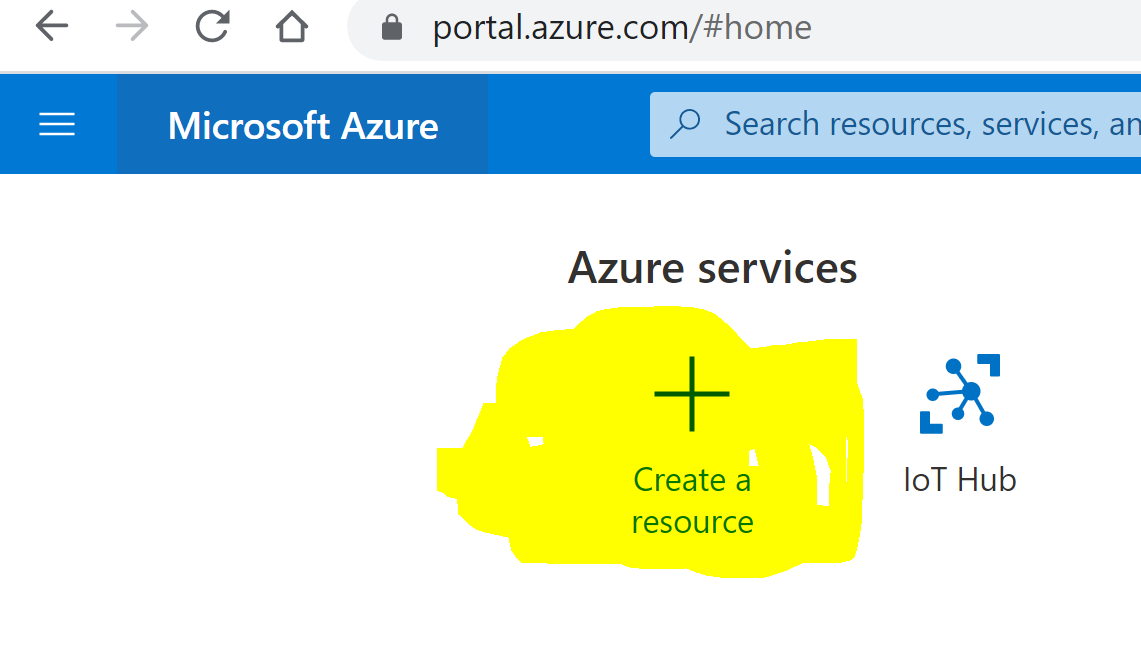 portal.azure.com/#home
Microsoft Azure
Search resources, services, an
Azure services
Create a
resource
IoT Hub